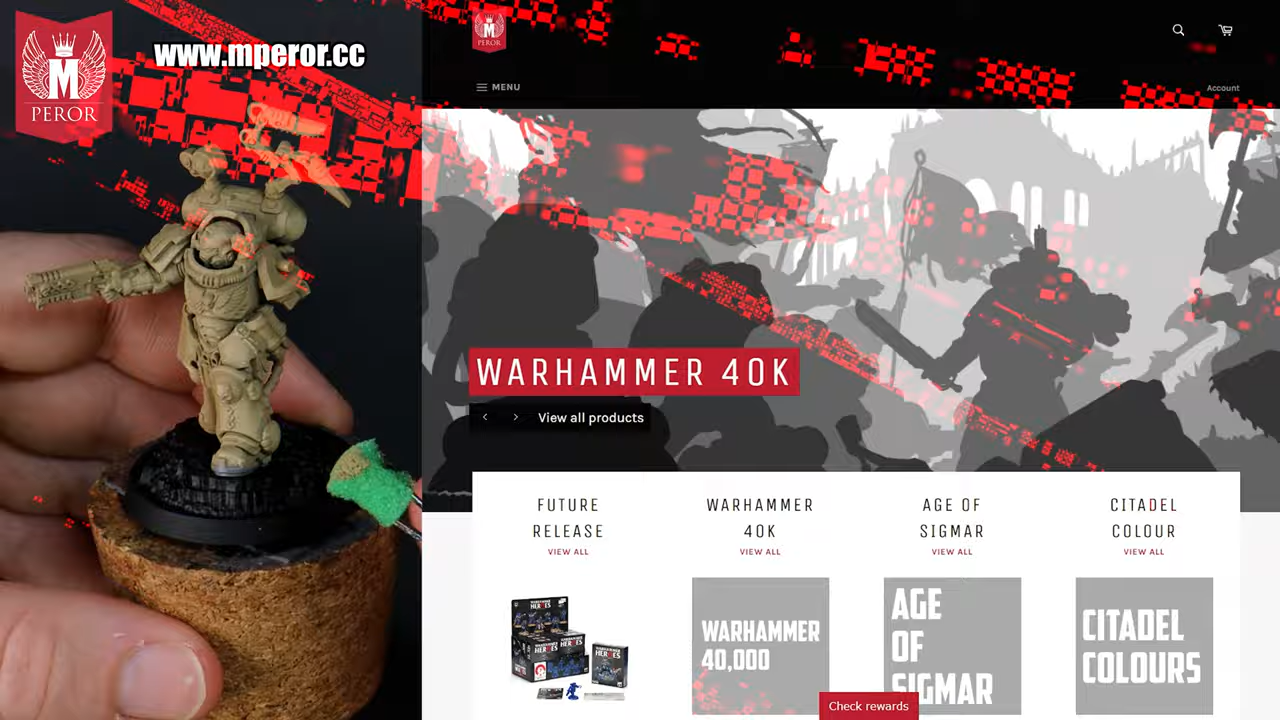 M
PEROR
www.mperor.cc
M
PEROR
MENU
Account
WARHAMMER 40K
View all products
FUTURE
RELEASE
VIEW ALL
WARHAMMER
40K
VIEW ALL
AGE OF
SIGMAR
VIEW ALL
CITADEL
COLOUR
VIEW ALL
HEROES
WARHAMMER
40,000
AGE
OF
SIGMAR
CITADEL
COLOURS
Check rewards